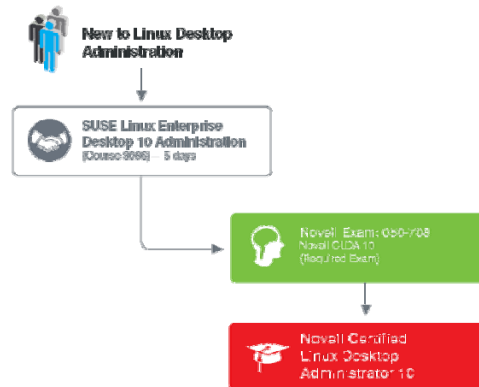 New to Linux Desktop
Administration
SUSE Linux Enterprise
Desktop 10 Administration
(Course 3066) — 5 days
Novell Exam: 050-708
Novell CLDA 10
(Required Exam)
Novell Certified
Linux Desktop
Administrator 10